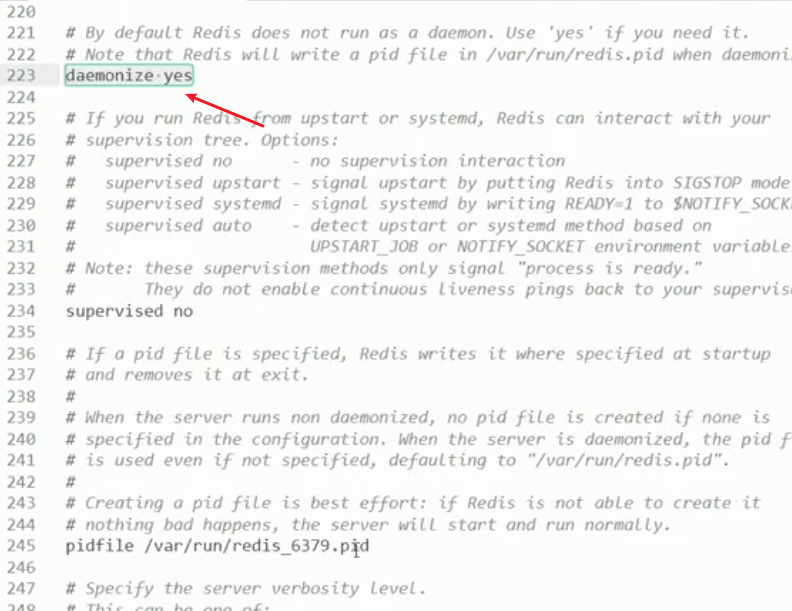 220
221 # By default Redis does not run as a daemon. Use 'yes' if you need it.
222 # Note that Redis will write a pid file in /var/run/redis.pid when
223 daemonize yes
224
225 # If you run Redis from upstart or systemd, Redis can interact with your
226 # supervision tree. Options:
227 #   supervised no      - no supervision interaction
228 #   supervised upstart - signal upstart by putting Redis into SIGSTOP mode
229 #   supervised systemd - signal systemd by writing READY=1 to
230 #   supervised auto    - detect upstart or systemd method based on
231 #                        UPSTART_JOB or NOTIFY_SOCKET environment
232 # Note: these supervision methods only signal "process is ready."
233 #       They do not enable continuous liveness pings back to your
234 supervised no
235
236 # If a pid file is specified, Redis writes it where specified at startup
237 # and removes it at exit.
238 #
239 # When the server runs non daemonized, no pid file is created if none is
240 # specified in the configuration. When the server is daemonized, the pid
241 # is used even if not specified, defaulting to "/var/run/redis.pid".
242 #
243 # Creating a pid file is best effort: if Redis is not able to create it
244 # nothing bad happens, the server will start and run normally.
245 pidfile /var/run/redis_6379.pid
246
247 # Specify the server verbosity level.
248 # This can be one of: